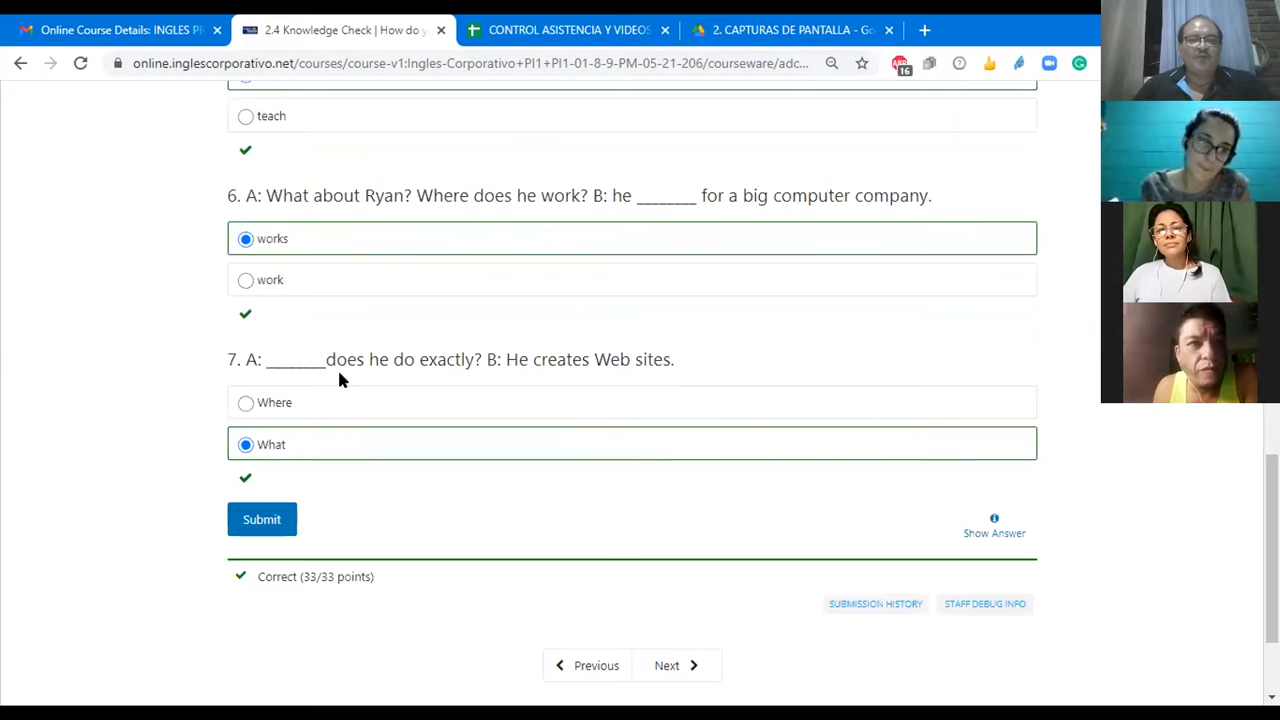 Online Course Details: INGLES PR
2.4 Knowledge Check | How do y
CONTROL ASISTENCIA Y VIDEOS
2. CAPTURAS DE PANTALLA - Go
online.inglescorporativo.net/courses/course-v1:Ingles-Corporativo+PI1+PI1-01-8-9-PM-05-21-206/courseware/adc...
16
teach
6. A: What about Ryan? Where does he work? B: he ________ for a big computer company.
works
work
7. A: ________does he do exactly? B: He creates Web sites.
Where
What
Submit
Show Answer
Correct (33/33 points)
SUBMISSION HISTORY
STAFF DEBUG INFO
Previous
Next